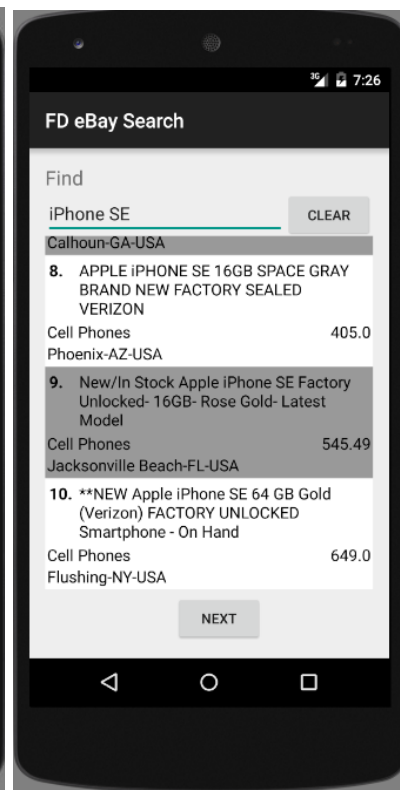 3G 7:26
FD eBay Search
Find
iPhone SE CLEAR
Calhoun-GA-USA
8. APPLE iPHONE SE 16GB SPACE GRAY
BRAND NEW FACTORY SEALED
VERIZON
Cell Phones 405.0
Phoenix-AZ-USA
9. New/In Stock Apple iPhone SE Factory
Unlocked- 16GB- Rose Gold- Latest
Model
Cell Phones 545.49
Jacksonville Beach-FL-USA
10. **NEW Apple iPhone SE 64 GB Gold
(Verizon) FACTORY UNLOCKED
Smartphone - On Hand
Cell Phones 649.0
Flushing-NY-USA
NEXT